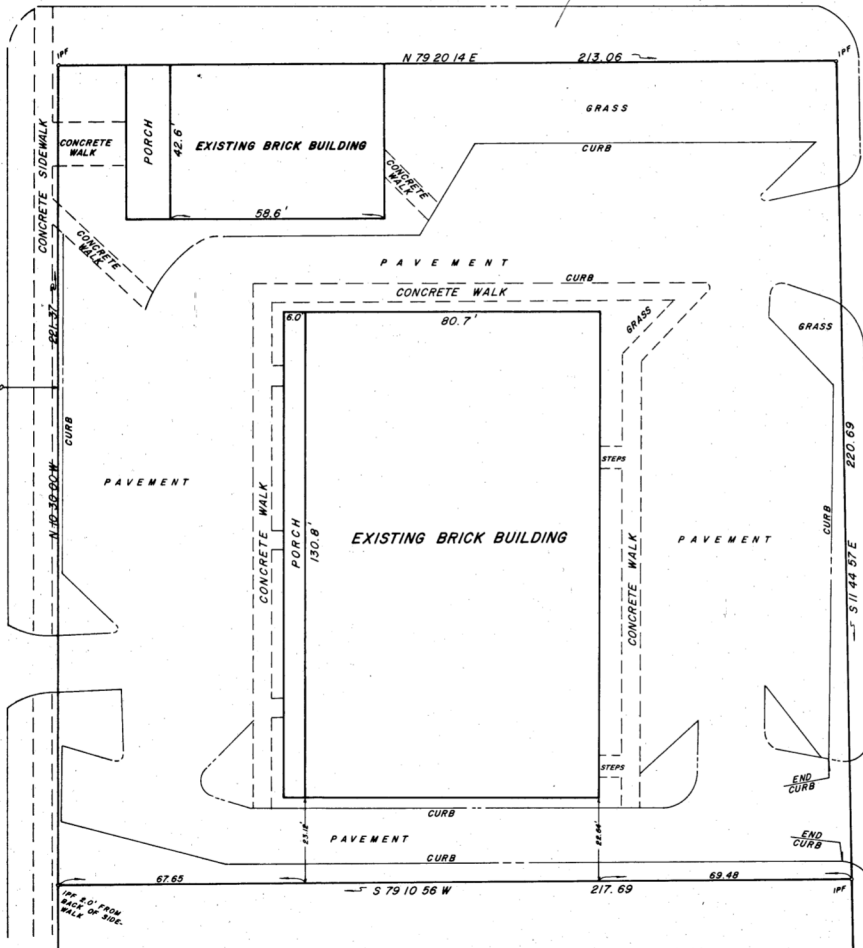 IPF
N 79 20 14 E
213.06
IPF
GRASS
CONCRETE SIDEWALK
CONCRETE
WALK
PORCH
42.6'
EXISTING BRICK BUILDING
CURB
CONCRETE
WALK
58.6'
CONCRETE
WALK
PAVEMENT
CURB
CONCRETE WALK
221.37
6.0'
80.7'
GRASS
GRASS
CURB
220.69
STEPS
PAVEMENT
N 10 30 00 W
CONCRETE WALK
PORCH
130.8'
EXISTING BRICK BUILDING
CONCRETE WALK
PAVEMENT
CURB
S 11 44 57 E
STEPS
END
CURB
CURB
23.12'
PAVEMENT
22.64'
END
CURB
CURB
67.65
S 79 10 56 W
217.69
69.48
IPF 2.0' FROM
BACK OF SIDE-
WALK
IPF